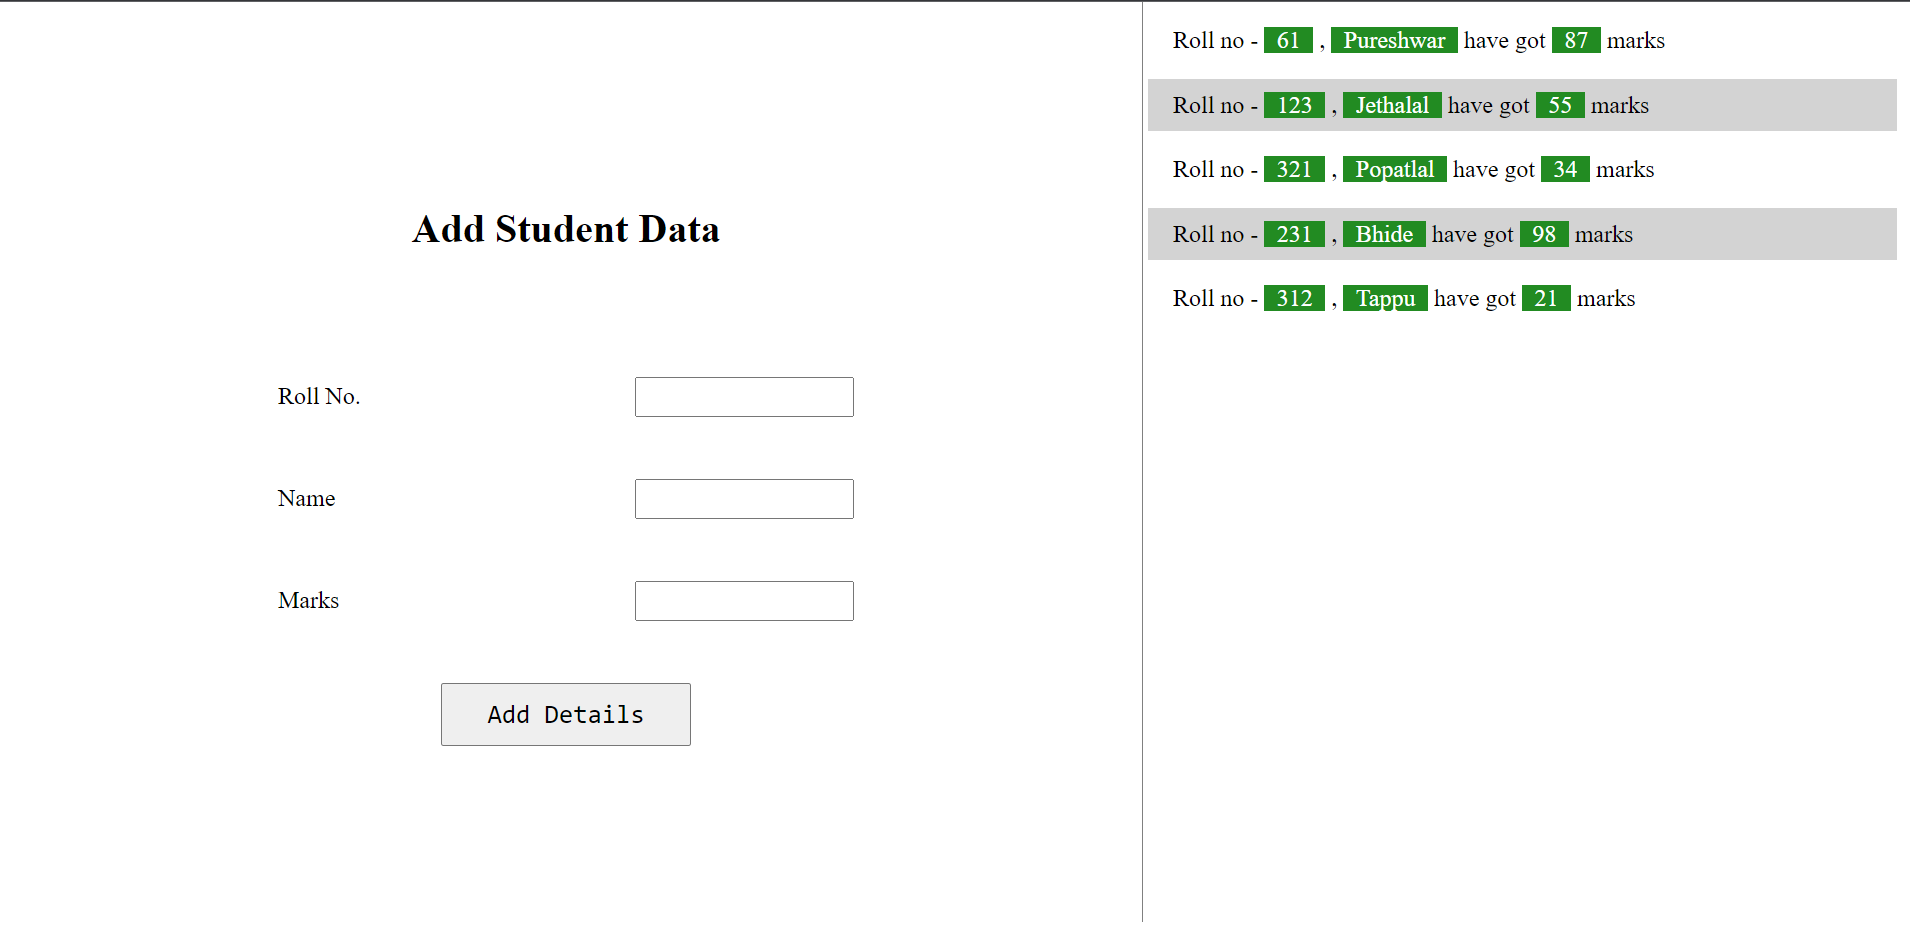 Add Student Data
Roll No.
Name
Marks
Add Details
Roll no - 61 , Pureshwar have got 87 marks
Roll no - 123 , Jethalal have got 55 marks
Roll no - 321 , Popatlal have got 34 marks
Roll no - 231 , Bhide have got 98 marks
Roll no - 312 , Tappu have got 21 marks